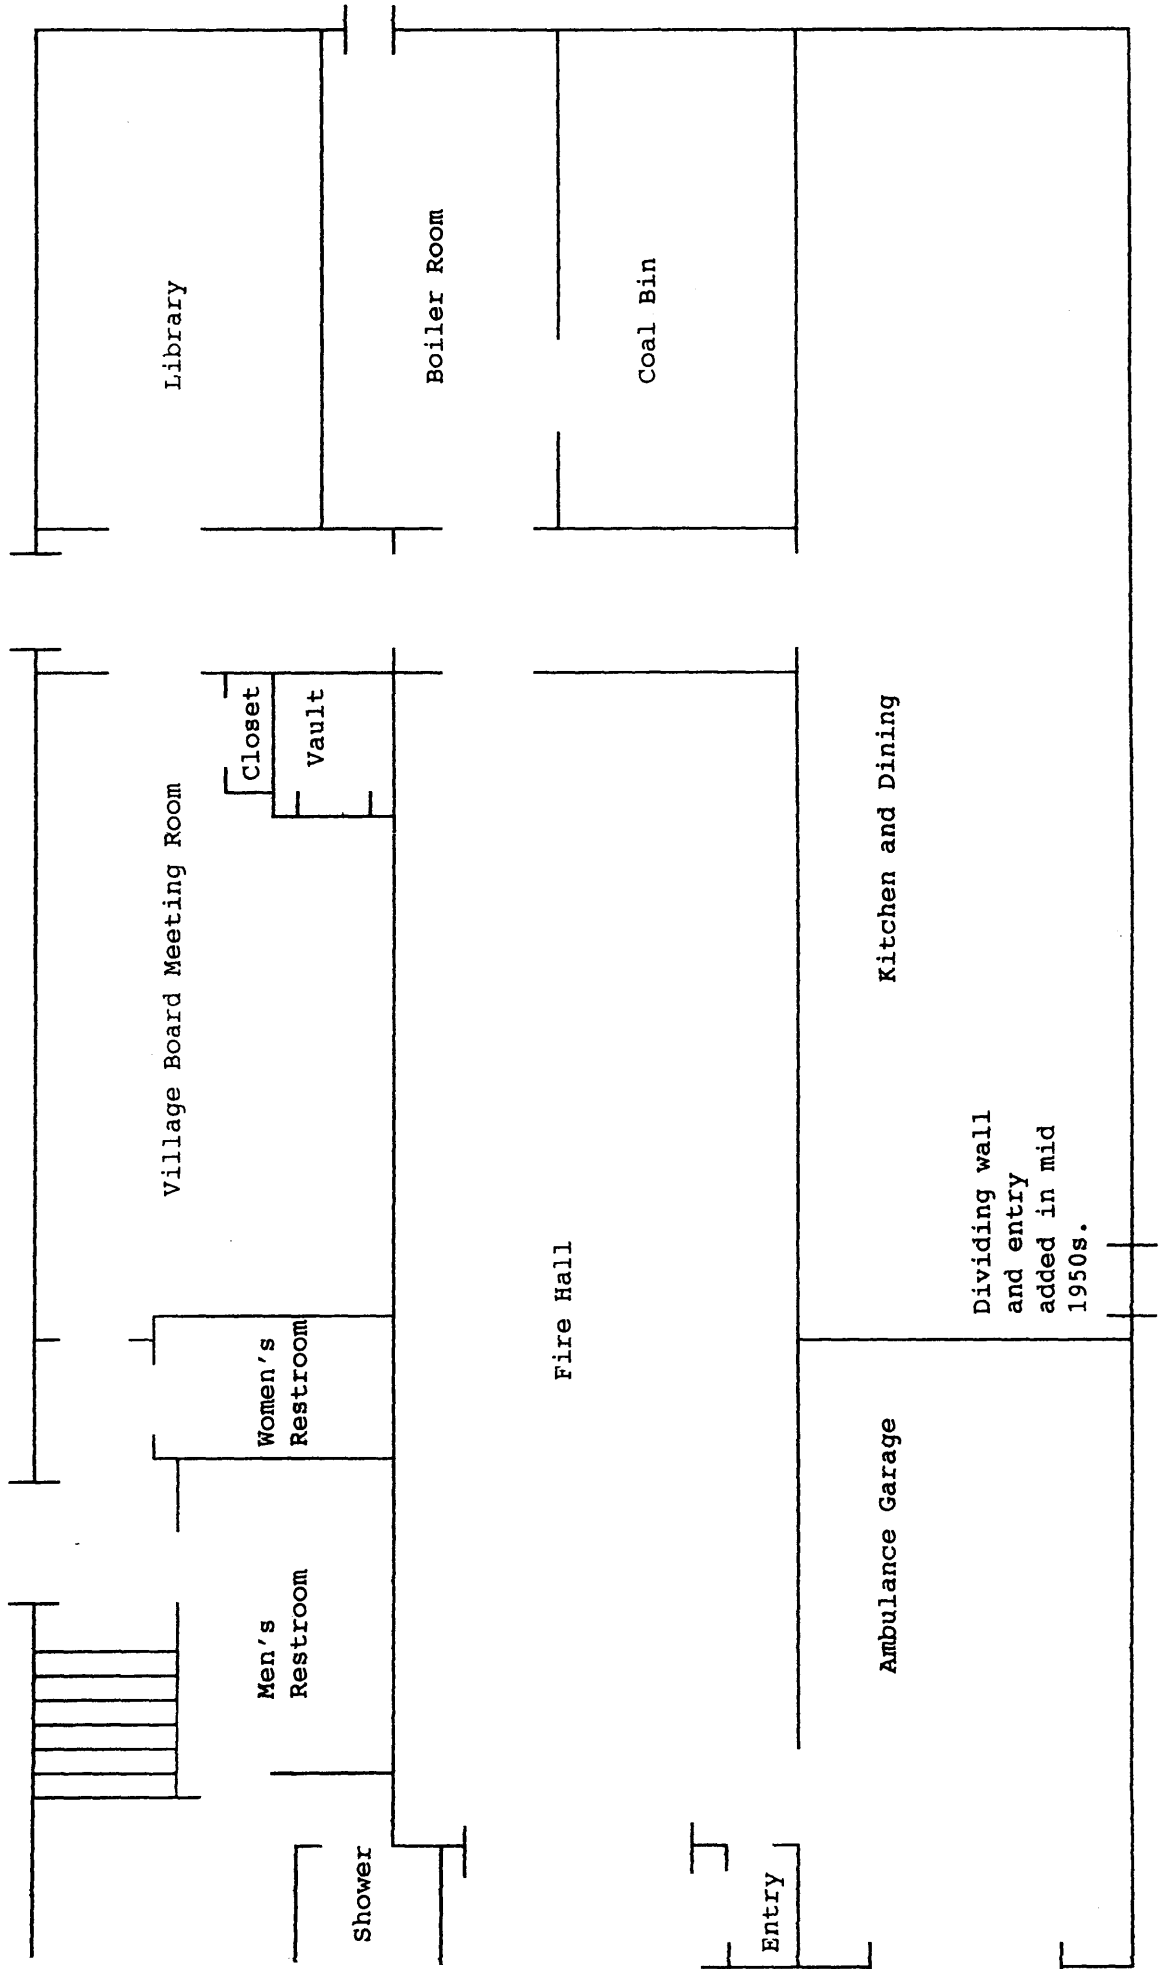 Library
Boiler Room
Coal Bin
Village Board Meeting Room
Closet
Vault
Kitchen and Dining
Dividing wall
and entry
added in mid
1950s.
Women's
Restroom
Fire Hall
Men's
Restroom
Ambulance Garage
Shower
Entry